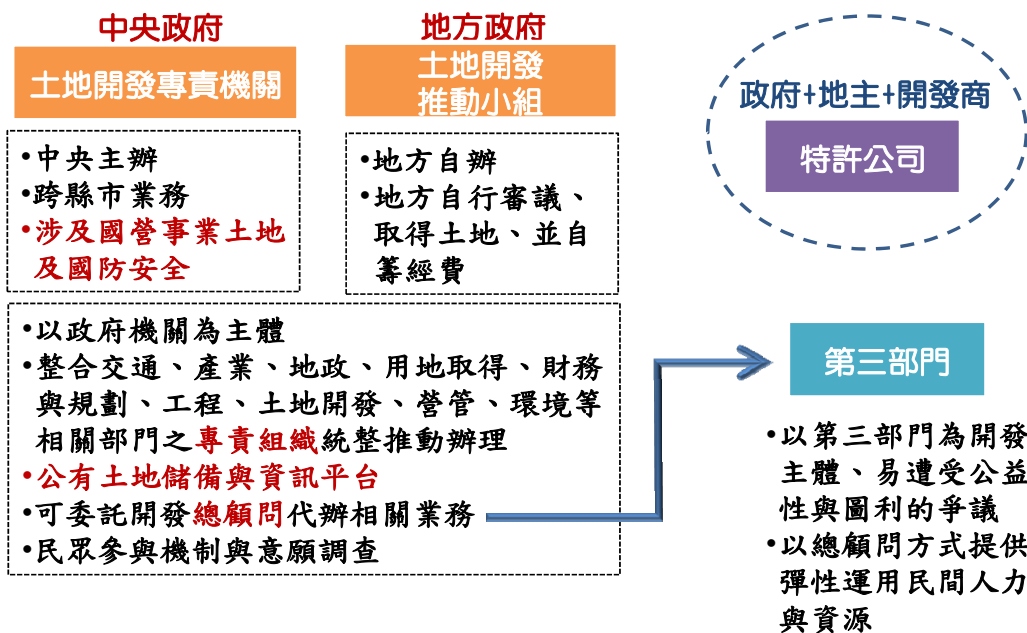 中央政府
土地開發專責機關
•中央主辦
•跨縣市業務
•涉及國營事業土地
及國防安全
地方政府
土地開發
推動小組
•地方自辦
•地方自行審議、
取得土地、並自
籌經費
政府+地主+開發商
特許公司
•以政府機關為主體
•整合交通、產業、地政、用地取得、財務
與規劃、工程、土地開發、營管、環境等
相關部門之專責組織統整推動辦理
•公有土地儲備與資訊平台
•可委託開發總顧問代辦相關業務
•民眾參與機制與意願調查
第三部門
•以第三部門為開發
主體、易遭受公益
性與圖利的爭議
•以總顧問方式提供
彈性運用民間人力
與資源